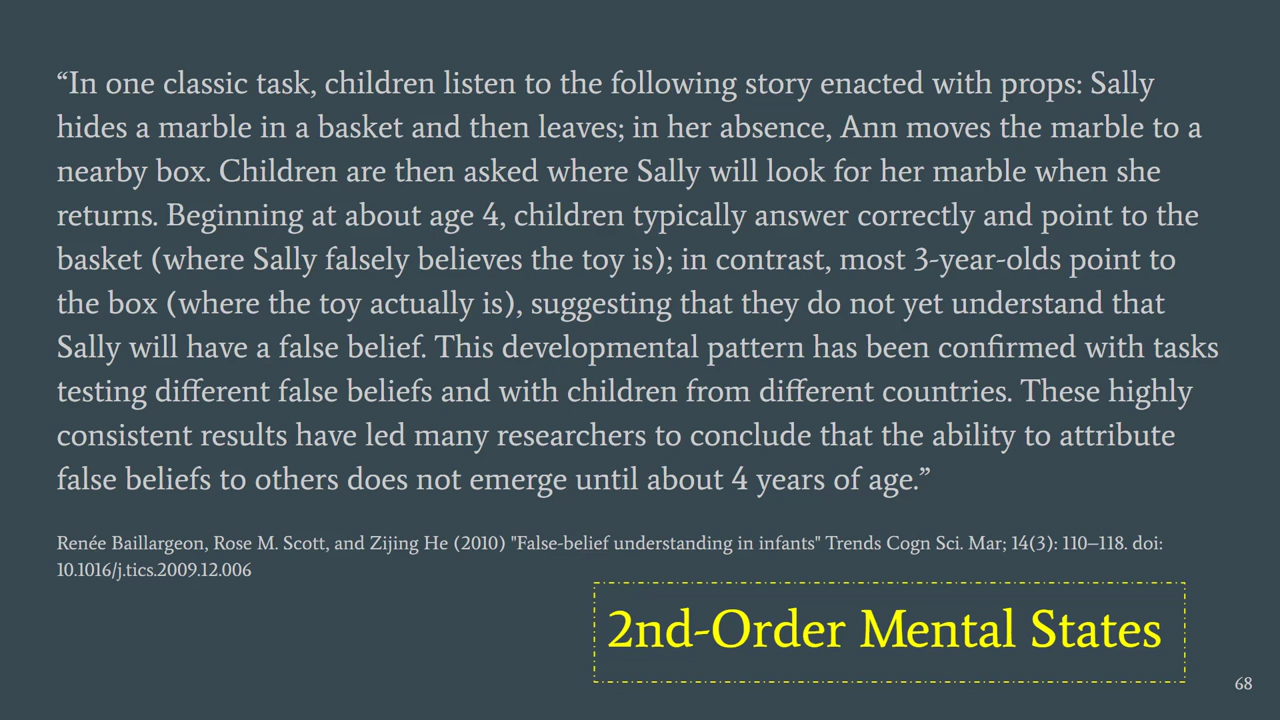 “In one classic task, children listen to the following story enacted with props: Sally
hides a marble in a basket and then leaves; in her absence, Ann moves the marble to a
nearby box. Children are then asked where Sally will look for her marble when she
returns. Beginning at about age 4, children typically answer correctly and point to the
basket (where Sally falsely believes the toy is); in contrast, most 3-year-olds point to
the box (where the toy actually is), suggesting that they do not yet understand that
Sally will have a false belief. This developmental pattern has been confirmed with tasks
testing different false beliefs and with children from different countries. These highly
consistent results have led many researchers to conclude that the ability to attribute
false beliefs to others does not emerge until about 4 years of age.”
Renée Baillargeon, Rose M. Scott, and Zijing He (2010) "False-belief understanding in infants" Trends Cogn Sci. Mar; 14(3): 110–118. doi:
10.1016/j.tics.2009.12.006
2nd-Order Mental States
68